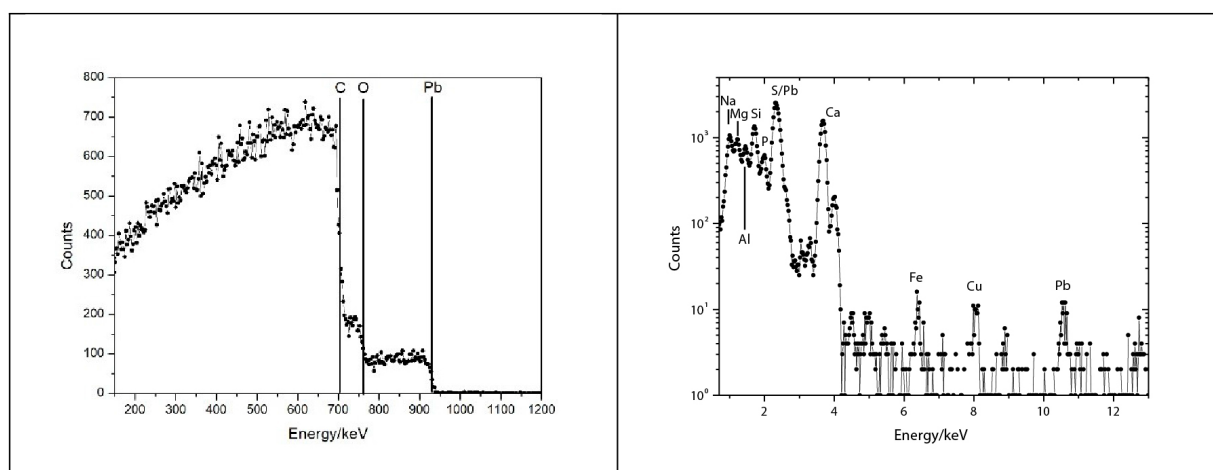 C O Pb
800
700
600
500
400
300
200
100
0
Counts
200 300 400 500 600 700 800 900 1000 1100 1200
Energy/keV
S/Pb
Na
Mg Si
Ca
P
Al
Fe
Cu
Pb
10³
10²
10¹
10⁰
Counts
2 4 6 8 10 12
Energy/keV